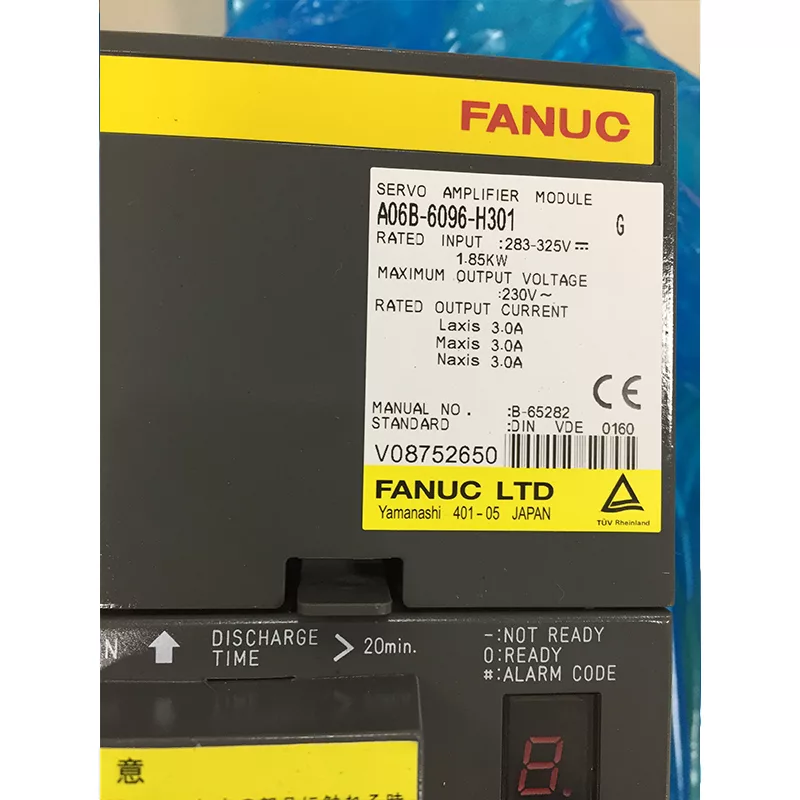 FANUC
SERVO AMPLIFIER MODULE
A06B-6096-H301 G
RATED INPUT :283-325V⎓
1.85KW
MAXIMUM OUTPUT VOLTAGE
:230V～
RATED OUTPUT CURRENT
Laxis 3.0A
Maxis 3.0A
Naxis 3.0A
CE
MANUAL NO. :B-65282
STANDARD :DIN VDE 0160
V08752650
FANUC LTD
Yamanashi 401-05 JAPAN
TÜV Rheinland
N ↑ DISCHARGE TIME > 20min.
-:NOT READY
0:READY
#:ALARM CODE
8.
意